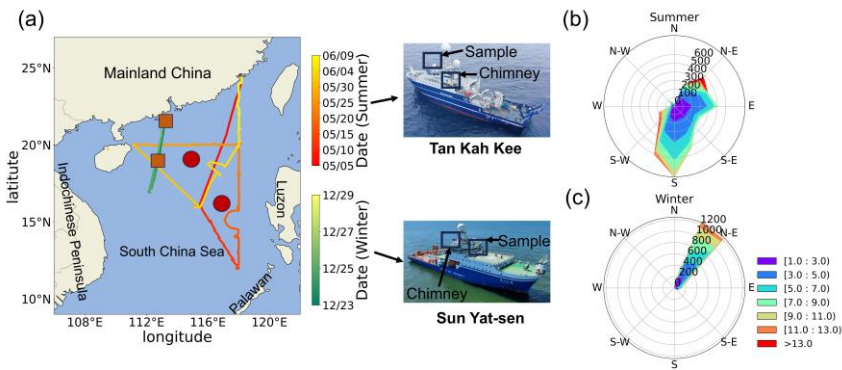 (a)
25°N
20°N
15°N
10°N
latitude
108°E 112°E 116°E 120°E
longitude
Mainland China
Indochinese Peninsula
South China Sea
Luzon
Palawan
06/09
06/04
05/30
05/25
05/20
05/15
05/10
05/05
Date (Summer)
12/29
12/27
12/25
12/23
Date (Winter)
Sample
Chimney
Tan Kah Kee
Sample
Chimney
Sun Yat-sen
(b)
Summer
N
N-W N-E
600
500
400
300
200
100
0
W E
S-W S-E
S
(c)
Winter
N
N-W N-E
1200
1000
800
600
400
200
0
W E
S-W S-E
S
[1.0 : 3.0)
[3.0 : 5.0)
[5.0 : 7.0)
[7.0 : 9.0)
[9.0 : 11.0)
[11.0 : 13.0)
>13.0